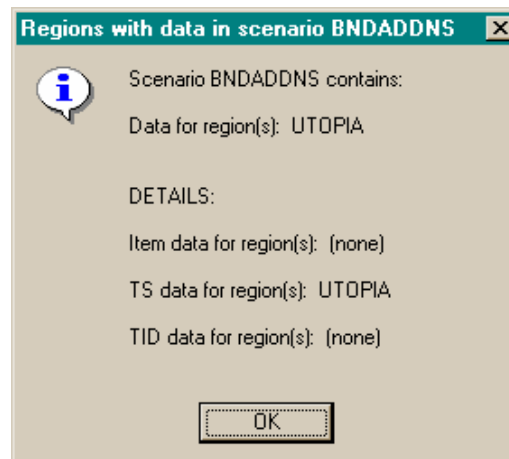 Regions with data in scenario BNDADDNS
Scenario BNDADDNS contains:
Data for region(s): UTOPIA
DETAILS:
Item data for region(s): (none)
TS data for region(s): UTOPIA
TID data for region(s): (none)
OK